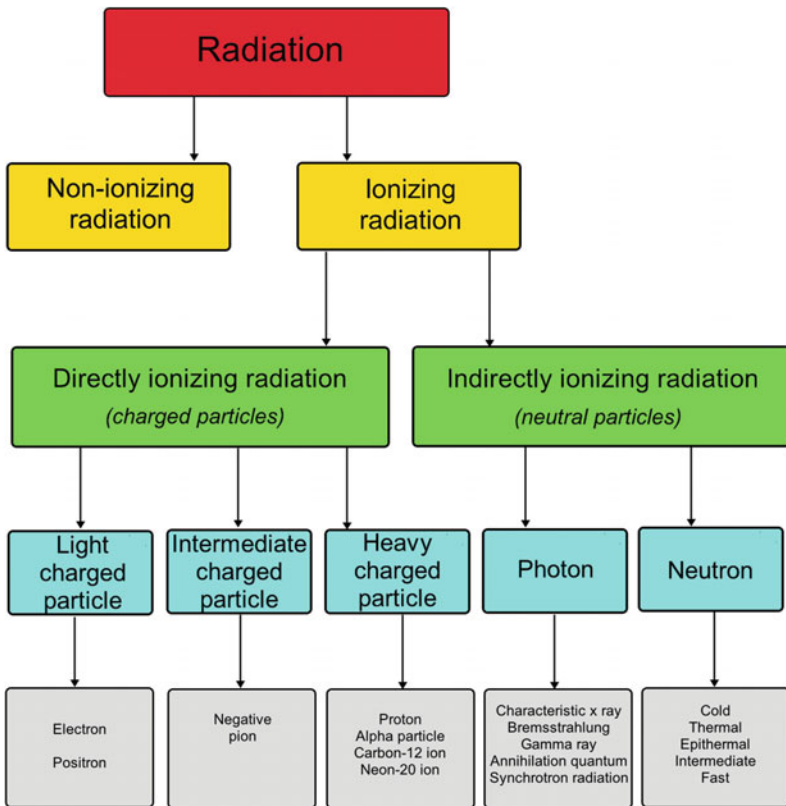 Radiation
Non-ionizing
radiation
Ionizing
radiation
Directly ionizing radiation
(charged particles)
Indirectly ionizing radiation
(neutral particles)
Light
charged
particle
Intermediate
charged
particle
Heavy
charged
particle
Photon
Neutron
Electron
Positron
Negative
pion
Proton
Alpha particle
Carbon-12 ion
Neon-20 ion
Characteristic x ray
Bremsstrahlung
Gamma ray
Annihilation quantum
Synchrotron radiation
Cold
Thermal
Epithermal
Intermediate
Fast